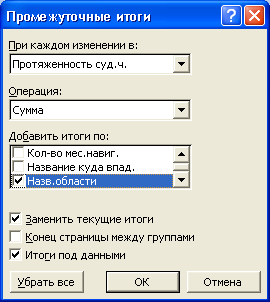 Промежуточные итоги
При каждом изменении в:
Протяженность суд.ч.
Операция:
Сумма
Добавить итоги по:
Кол-во мес.навиг.
Название куда впад.
Назв.области
Заменить текущие итоги
Конец страницы между группами
Итоги под данными
Убрать все
ОК
Отмена